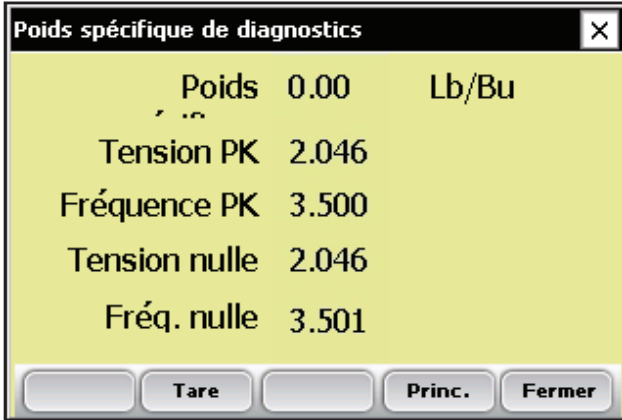 Poids spécifique de diagnostics
Poids 0.00 Lb/Bu
Tension PK 2.046
Fréquence PK 3.500
Tension nulle 2.046
Fréq. nulle 3.501
Tare Princ. Fermer